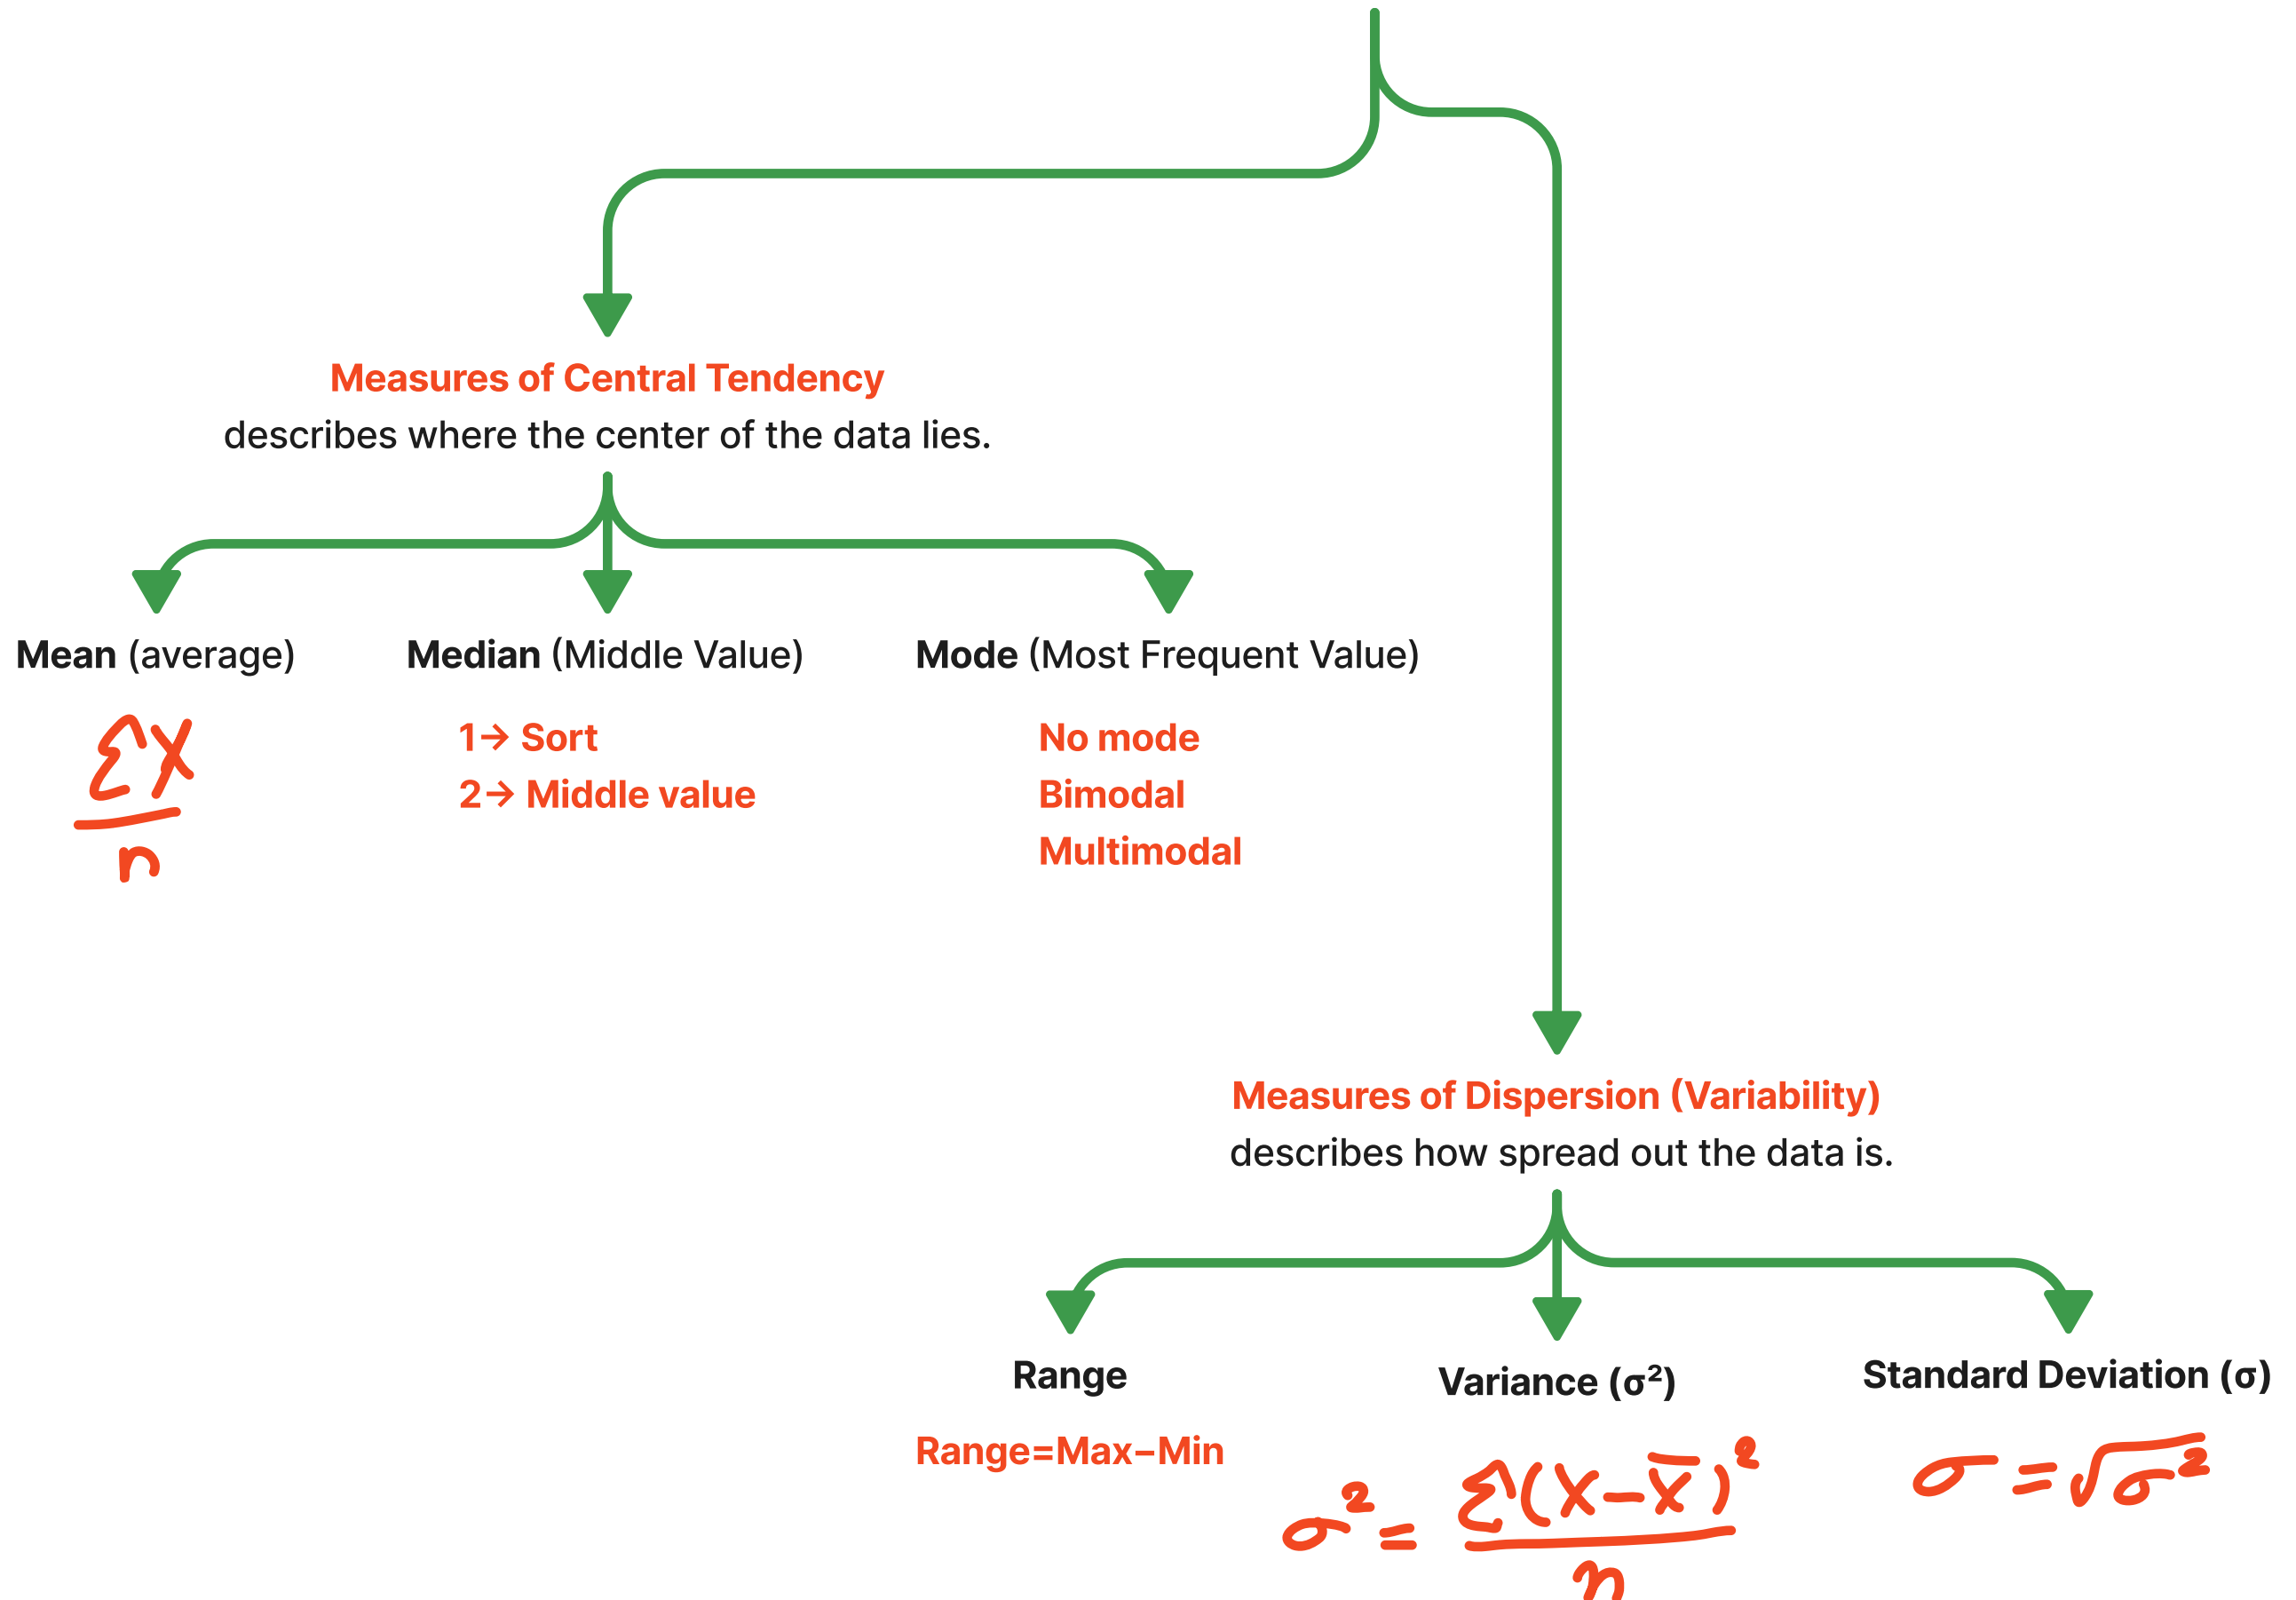 Measures of Central Tendency
describes where the center of the data lies.
Mean (average)
Σx
n
Median (Middle Value)
1→ Sort
2→ Middle value
Mode (Most Frequent Value)
No mode
Bimodal
Multimodal
Measures of Dispersion (Variability)
describes how spread out the data is.
Range
Range=Max−Min
Variance (σ²)
σ² = Σ(x−x̄)²
n
Standard Deviation (σ)
σ = √σ²